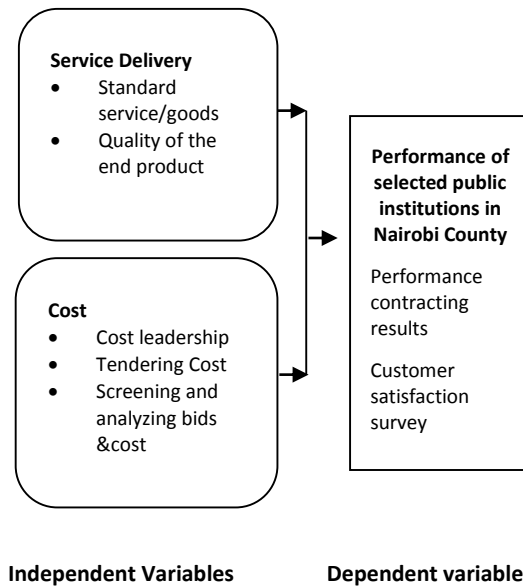 Service Delivery
• Standard
service/goods
• Quality of the
end product
Cost
• Cost leadership
• Tendering Cost
• Screening and
analyzing bids
&cost
Performance of
selected public
institutions in
Nairobi County
Performance
contracting
results
Customer
satisfaction
survey
Independent Variables
Dependent variable